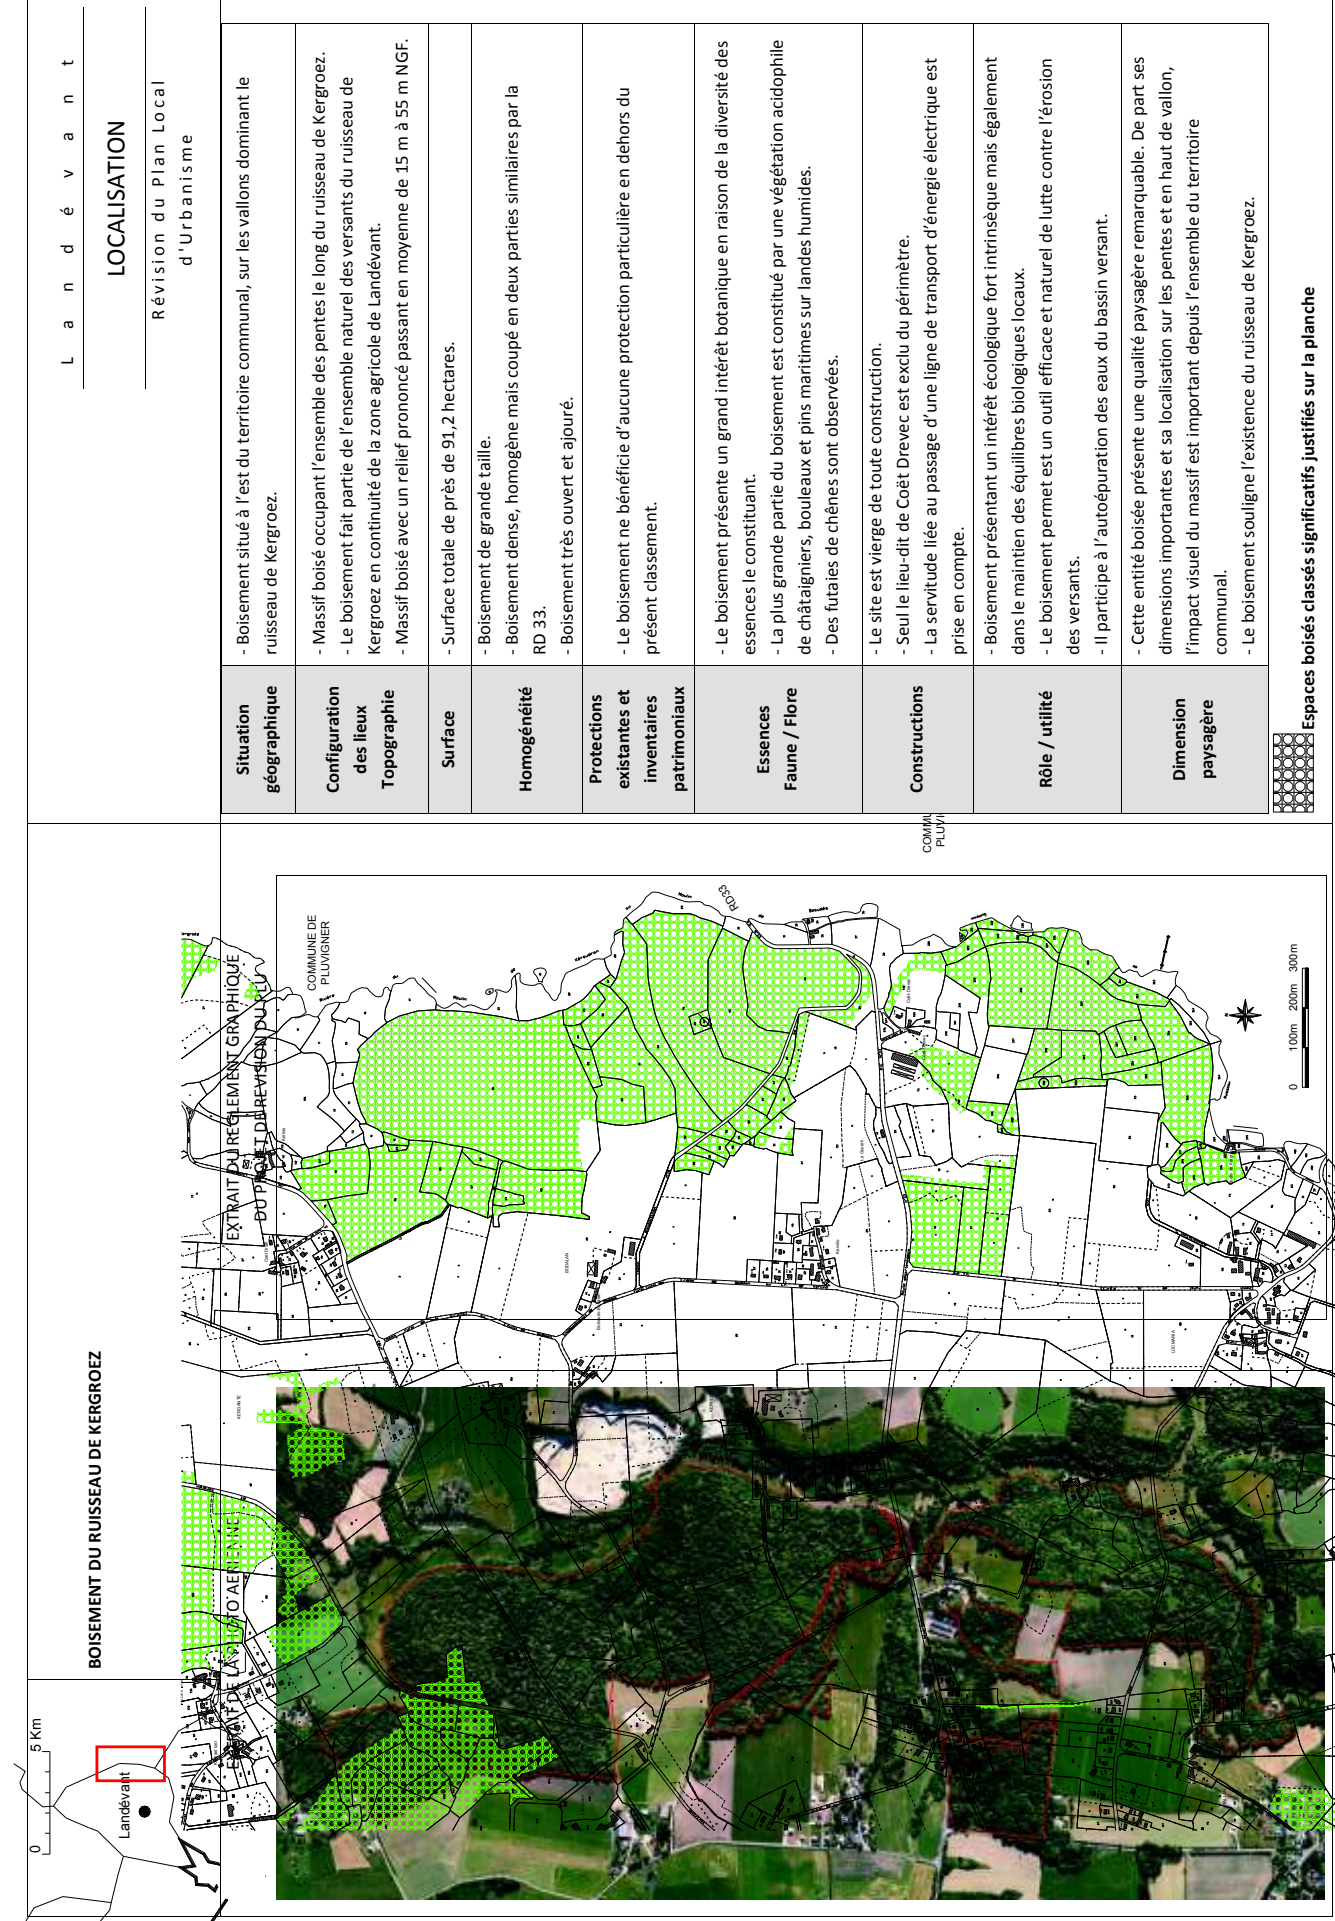 L a n d é v a n t
LOCALISATION
Révision du Plan Local
d'Urbanisme
0
5 Km
Landévant
BOISEMENT DU RUISSEAU DE KERGROEZ
Situation
géographique
- Boisement situé à l'est du territoire communal, sur les vallons dominant le
ruisseau de Kergroez.
Configuration
des lieux
Topographie
- Massif boisé occupant l'ensemble des pentes le long du ruisseau de Kergroez.
- Le boisement fait partie de l'ensemble naturel des versants du ruisseau de
Kergroez en continuité de la zone agricole de Landévant.
- Massif boisé avec un relief prononcé passant en moyenne de 15 m à 55 m NGF.
Surface
- Surface totale de près de 91,2 hectares.
Homogénéité
- Boisement de grande taille.
- Boisement dense, homogène mais coupé en deux parties similaires par la
RD 33.
- Boisement très ouvert et ajouré.
Protections
existantes et
inventaires
patrimoniaux
- Le boisement ne bénéficie d'aucune protection particulière en dehors du
présent classement.
Essences
Faune / Flore
- Le boisement présente un grand intérêt botanique en raison de la diversité des
essences le constituant.
- La plus grande partie du boisement est constitué par une végétation acidophile
de châtaigniers, bouleaux et pins maritimes sur landes humides.
- Des futaies de chênes sont observées.
Constructions
- Le site est vierge de toute construction.
- Seul le lieu-dit de Coët Drevec est exclu du périmètre.
- La servitude liée au passage d'une ligne de transport d'énergie électrique est
prise en compte.
Rôle / utilité
- Boisement présentant un intérêt écologique fort intrinsèque mais également
dans le maintien des équilibres biologiques locaux.
- Le boisement permet est un outil efficace et naturel de lutte contre l'érosion
des versants.
- Il participe à l'autoépuration des eaux du bassin versant.
Dimension
paysagère
- Cette entité boisée présente une qualité paysagère remarquable. De part ses
dimensions importantes et sa localisation sur les pentes et en haut de vallon,
l'impact visuel du massif est important depuis l'ensemble du territoire
communal.
- Le boisement souligne l'existence du ruisseau de Kergroez.
Espaces boisés classés significatifs justifiés sur la planche
EXTRAIT DE LA PHOTO AERIENNE
EXTRAIT DU REGLEMENT GRAPHIQUE
DU PROJET DE REVISION DU PLU
COMMUNE DE
PLUVIGNER
COMMU
PLUVI
RD33
BODALAN
LOCMARIA
0 100m 200m 300m